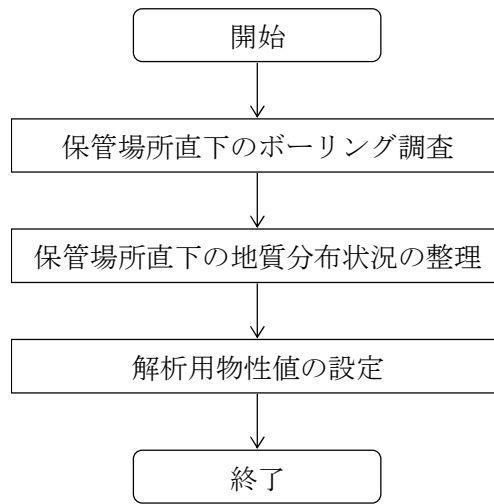 開始
保管場所直下のボーリング調査
保管場所直下の地質分布状況の整理
解析用物性値の設定
終了